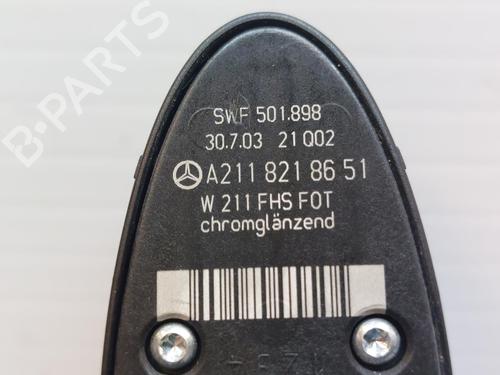 SWF 501.898
30.7.03 21 Q02
A211 821 86 51
W 211 FHS FOT
chromglänzend
B-PARTS